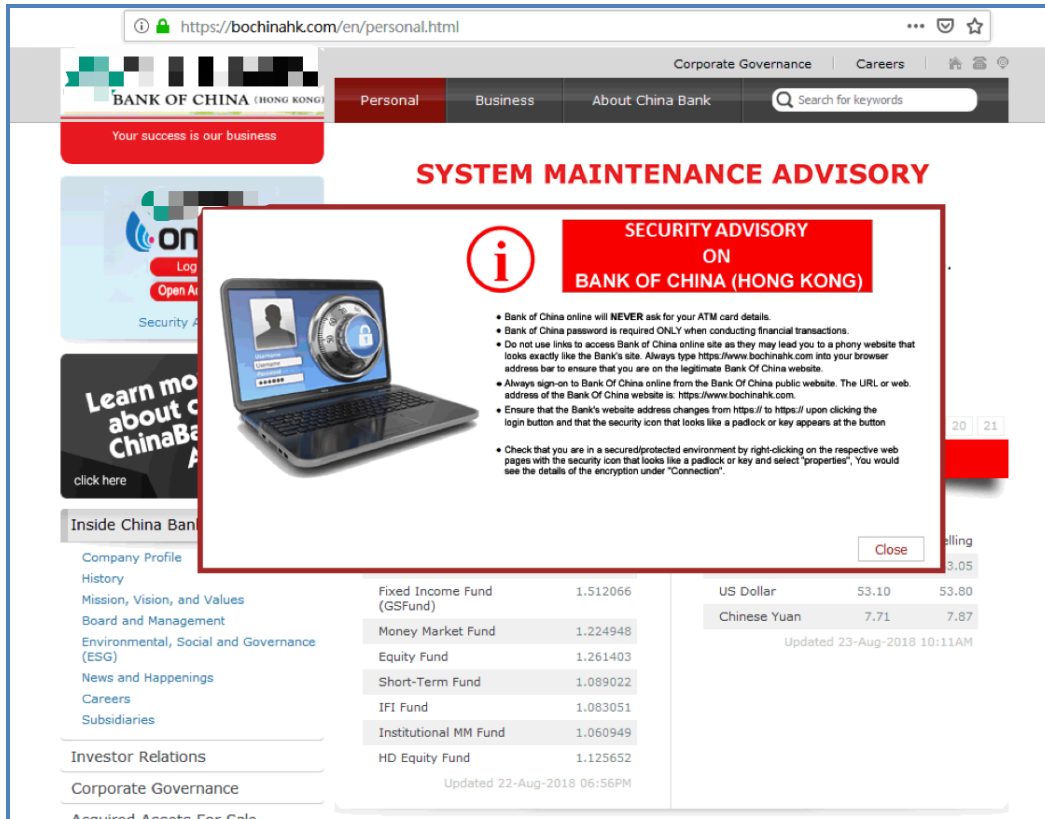 https://bochinahk.com/en/personal.html
Corporate Governance
Careers
BANK OF CHINA (HONG KONG)
Personal
Business
About China Bank
Search for keywords
Your success is our business
SYSTEM MAINTENANCE ADVISORY
on
Log
Open Ac
Security A
SECURITY ADVISORY
ON
BANK OF CHINA (HONG KONG)
Username
Username
Password
• Bank of China online will NEVER ask for your ATM card details.
• Bank of China password is required ONLY when conducting financial transactions.
• Do not use links to access Bank of China online site as they may lead you to a phony website that
looks exactly like the Bank's site. Always type https://www.bochinahk.com into your browser
address bar to ensure that you are on the legitimate Bank Of China website.
• Always sign-on to Bank Of China online from the Bank Of China public website. The URL or web.
address of the Bank Of China website is: https://www.bochinahk.com.
• Ensure that the Bank's website address changes from https:// to https:// upon clicking the
login button and that the security icon that looks like a padlock or key appears at the button
• Check that you are in a secured/protected environment by right-clicking on the respective web
pages with the security icon that looks like a padlock or key and select "properties", You would
see the details of the encryption under "Connection".
Close
Learn mo
about c
ChinaBa
A
click here
20 21
Inside China Ban
Company Profile
History
Mission, Vision, and Values
Board and Management
Environmental, Social and Governance
(ESG)
News and Happenings
Careers
Subsidiaries
Investor Relations
Corporate Governance
Acquired Assets For Sale
Fixed Income Fund
(GSFund)
1.512066
Money Market Fund 1.224948
Equity Fund 1.261403
Short-Term Fund 1.089022
IFI Fund 1.083051
Institutional MM Fund 1.060949
HD Equity Fund 1.125652
Updated 22-Aug-2018 06:56PM
elling
3.05
US Dollar 53.10 53.80
Chinese Yuan 7.71 7.87
Updated 23-Aug-2018 10:11AM